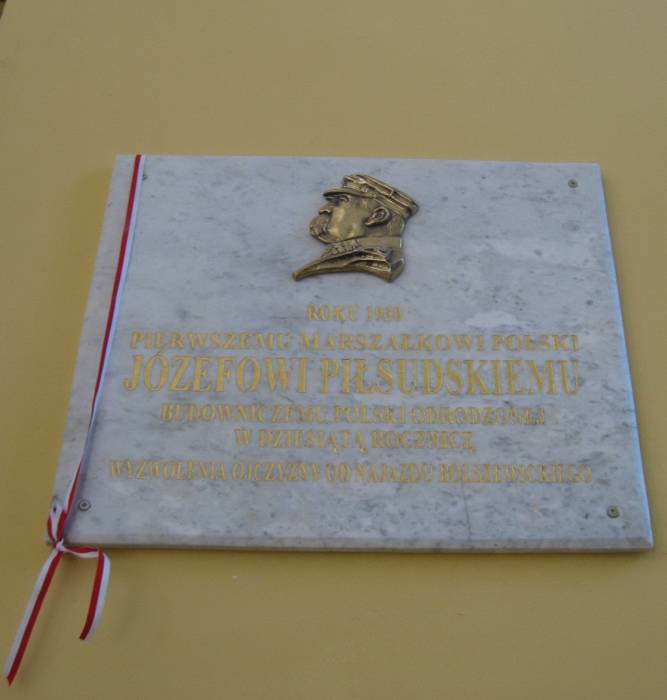 ROKU 1930
PIERWSZEMU MARSZAŁKOWI POLSKI
JÓZEFOWI PIŁSUDSKIEMU
BUDOWNICZEMU POLSKI ODRODZONEJ
W DZIESIĄTĄ ROCZNICĘ
WYZWOLENIA OJCZYZNY OD NAJAZDU BOLSZEWICKIEGO